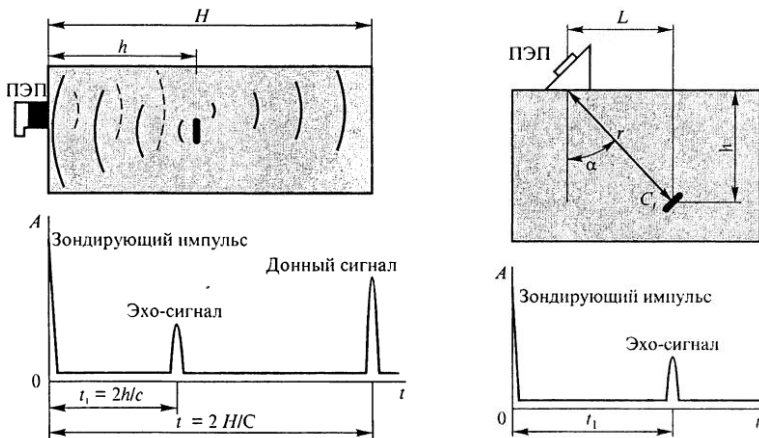 H
h
ПЭП
A
Зондирующий импульс
Донный сигнал
Эхо-сигнал
0
t₁ = 2h/c
t
t = 2 H/C
L
ПЭП
r
h
α
A
Зондирующий импульс
Эхо-сигнал
0
t₁
t